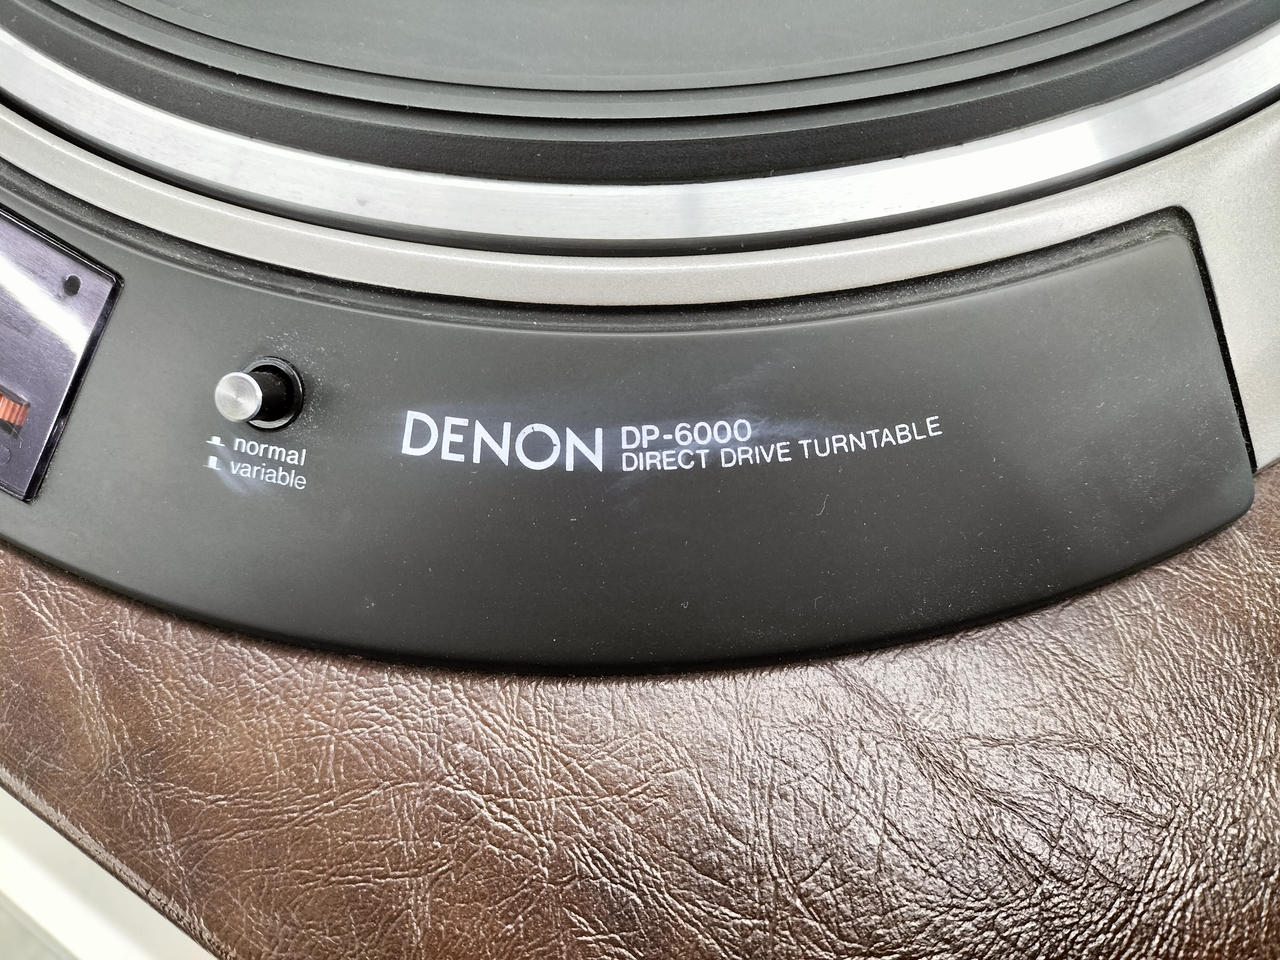 normal
variable
DENON
DP-6000
DIRECT DRIVE TURNTABLE